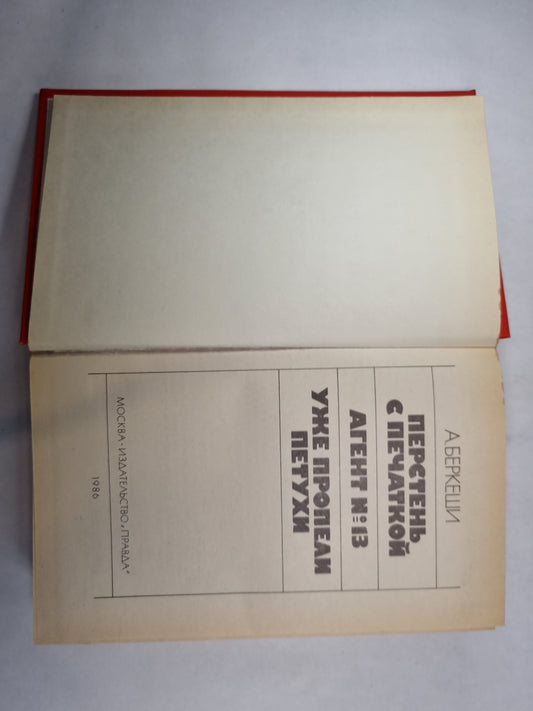 А. БЕРКЕШИ
ПЕРСТЕНЬ
С ПЕЧАТКОЙ
АГЕНТ №13
УЖЕ ПРОПЕЛИ
ПЕТУХИ
МОСКВА · ИЗДАТЕЛЬСТВО „ПРАВДА“
1986